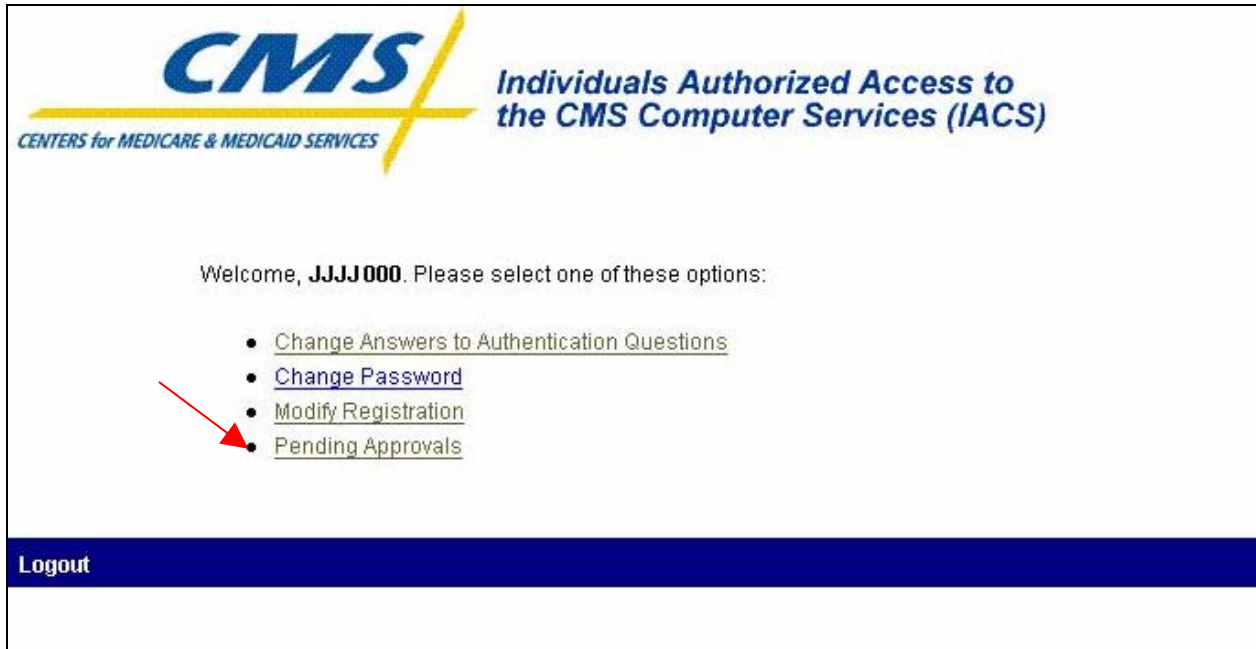 CMS
CENTERS for MEDICARE & MEDICAID SERVICES
Individuals Authorized Access to
the CMS Computer Services (IACS)
Welcome, JJJJ000. Please select one of these options:
Change Answers to Authentication Questions
Change Password
Modify Registration
Pending Approvals
Logout